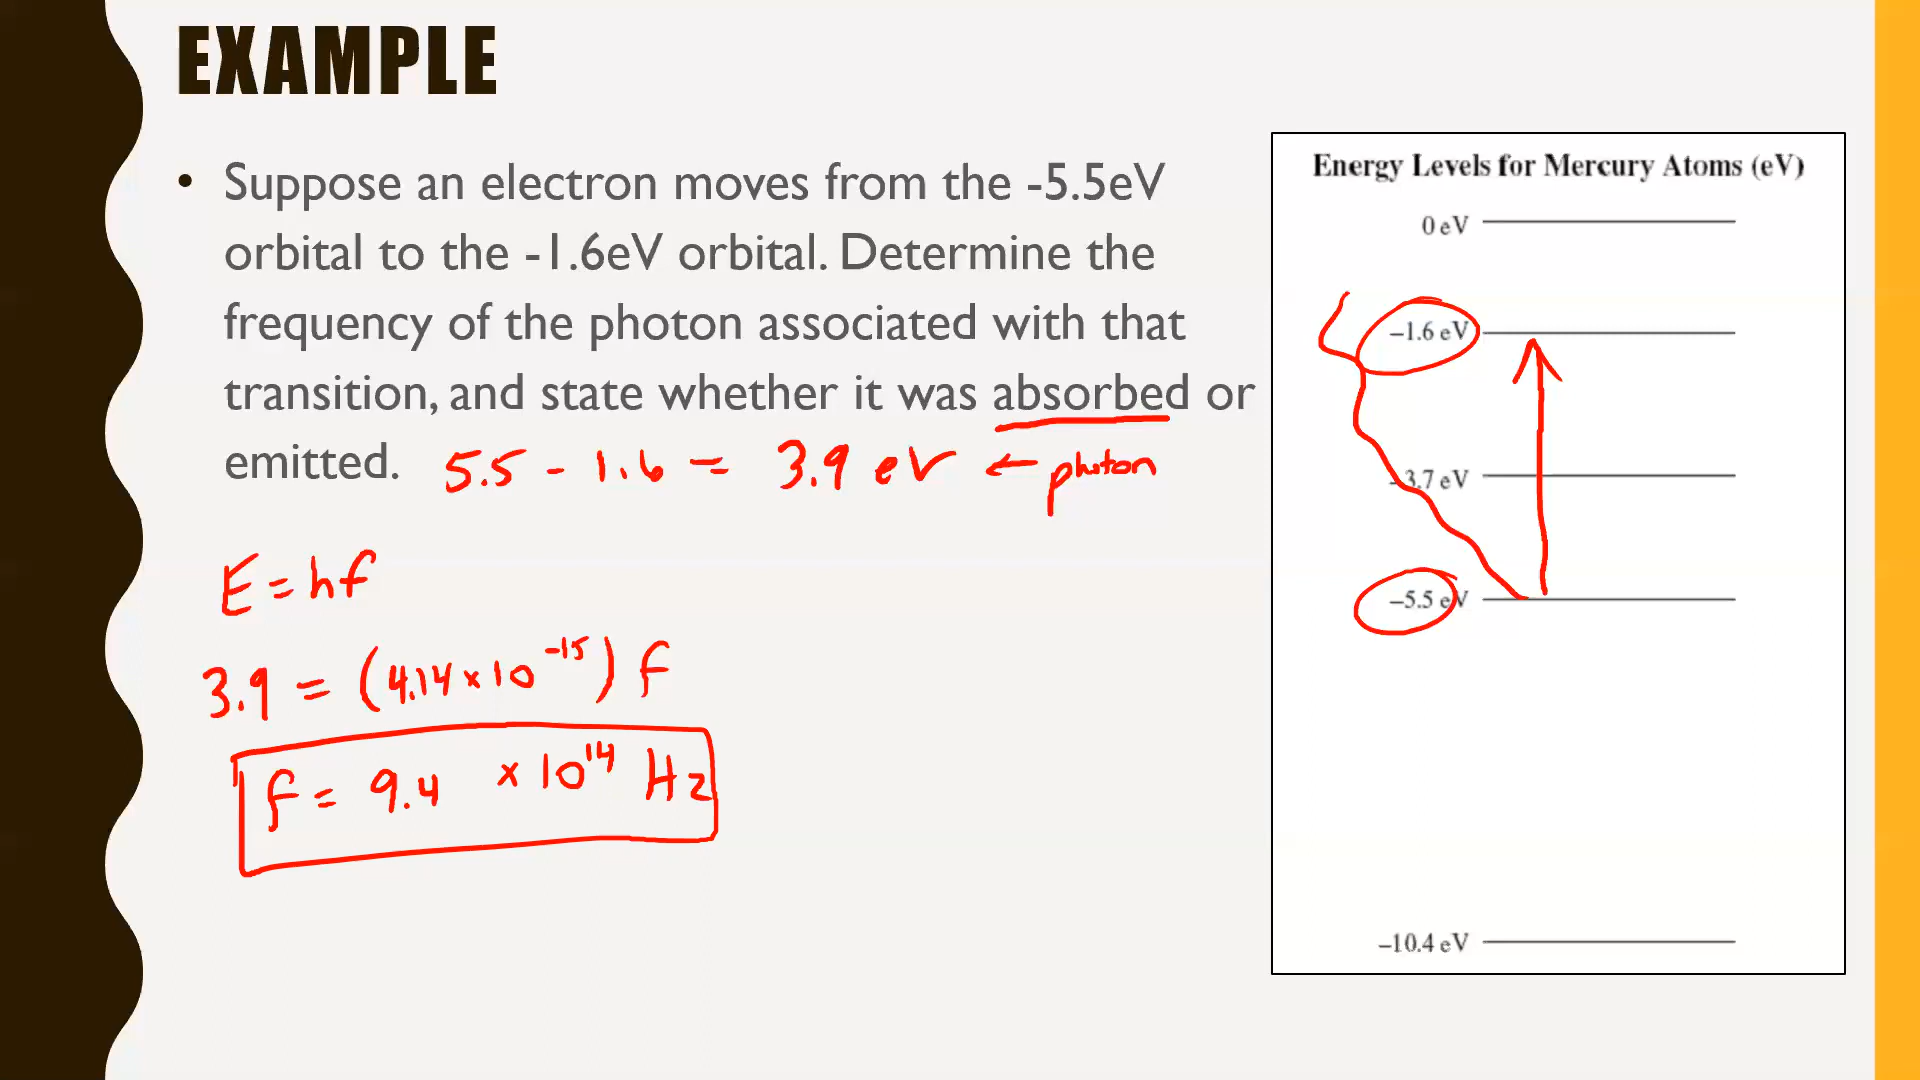 EXAMPLE
• Suppose an electron moves from the -5.5eV
orbital to the -1.6eV orbital. Determine the
frequency of the photon associated with that
transition, and state whether it was absorbed or
emitted. 5.5 - 1.6 = 3.9 eV ← photon
E = hf
3.9 = (4.14 x 10⁻¹⁵) f
f = 9.4 x 10¹⁴ Hz
Energy Levels for Mercury Atoms (eV)
0 eV
–1.6 eV
–3.7 eV
–5.5 eV
–10.4 eV